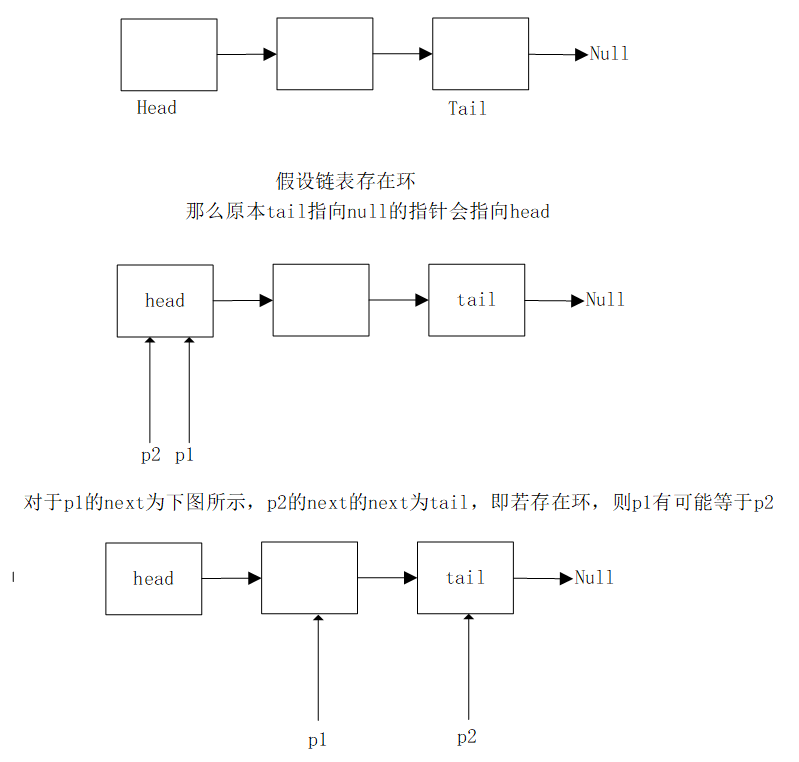 Null
Head
Tail
假设链表存在环
那么原本tail指向null的指针会指向head
head
tail
Null
p2
p1
对于p1的next为下图所示，p2的next的next为tail，即若存在环，则p1有可能等于p2
head
tail
Null
p1
p2